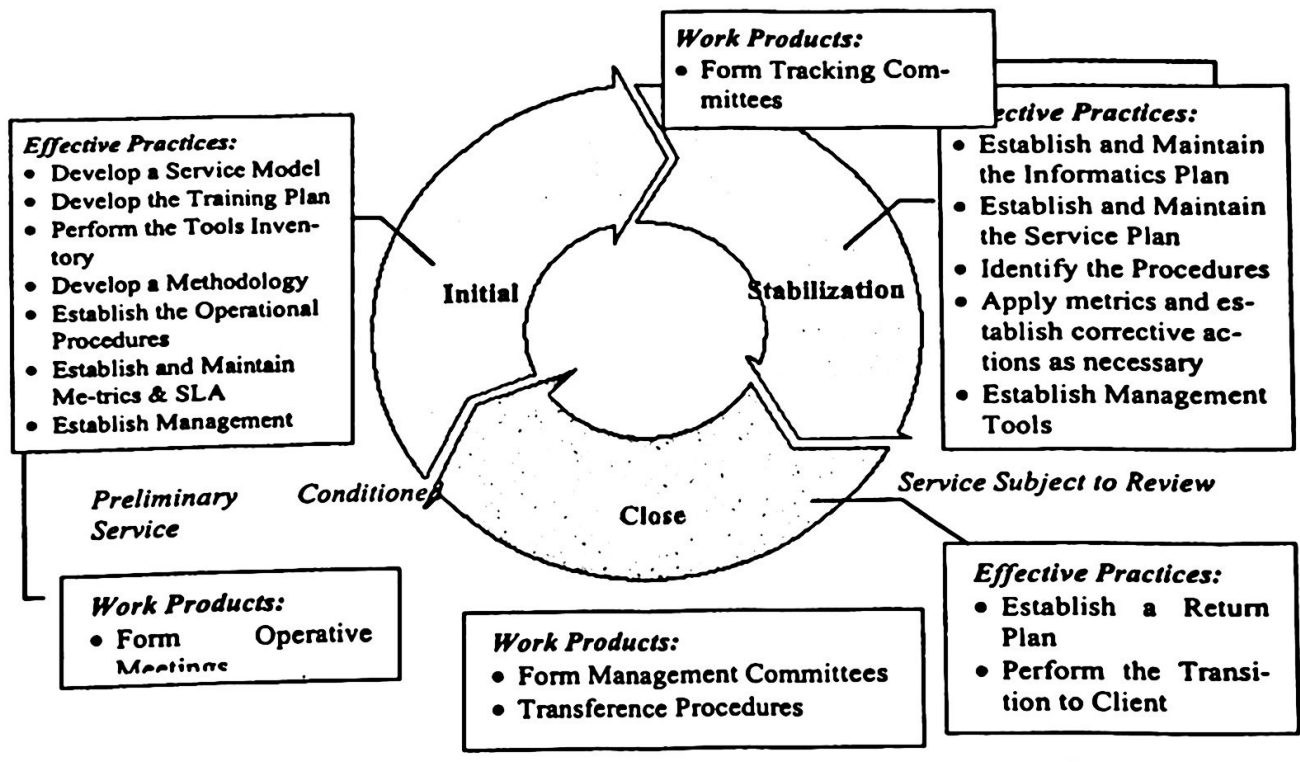 Work Products:
• Form Tracking Com-
mittees
Effective Practices:
• Develop a Service Model
• Develop the Training Plan
• Perform the Tools Inven-
tory
• Develop a Methodology
• Establish the Operational
Procedures
• Establish and Maintain
Me-trics & SLA
• Establish Management
ective Practices:
• Establish and Maintain
the Informatics Plan
• Establish and Maintain
the Service Plan
• Identify the Procedures
• Apply metrics and es-
tablish corrective ac-
tions as necessary
• Establish Management
Tools
Initial
Stabilization
Close
Preliminary Conditioned
Service
Service Subject to Review
Work Products:
• Form Operative
Meetings
Work Products:
• Form Management Committees
• Transference Procedures
Effective Practices:
• Establish a Return
Plan
• Perform the Transi-
tion to Client